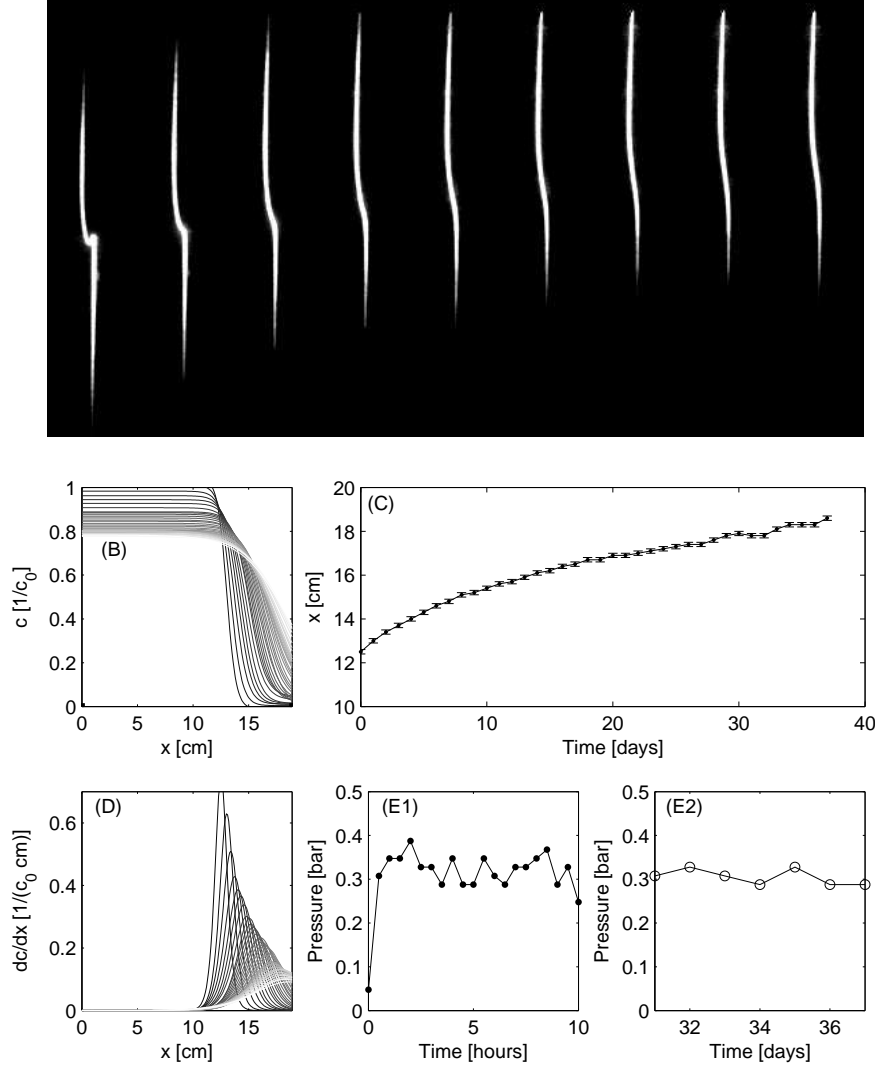 (B)
c [1/c0]
1
0.8
0.6
0.4
0.2
0
0 5 10 15
x [cm]
(C)
x [cm]
20
18
16
14
12
10
0 10 20 30 40
Time [days]
(D)
dc/dx [1/(c0 cm)]
0.6
0.4
0.2
0
0 5 10 15
x [cm]
(E1)
Pressure [bar]
0.5
0.4
0.3
0.2
0.1
0
0 5 10
Time [hours]
(E2)
Pressure [bar]
0.5
0.4
0.3
0.2
0.1
0
32 34 36
Time [days]